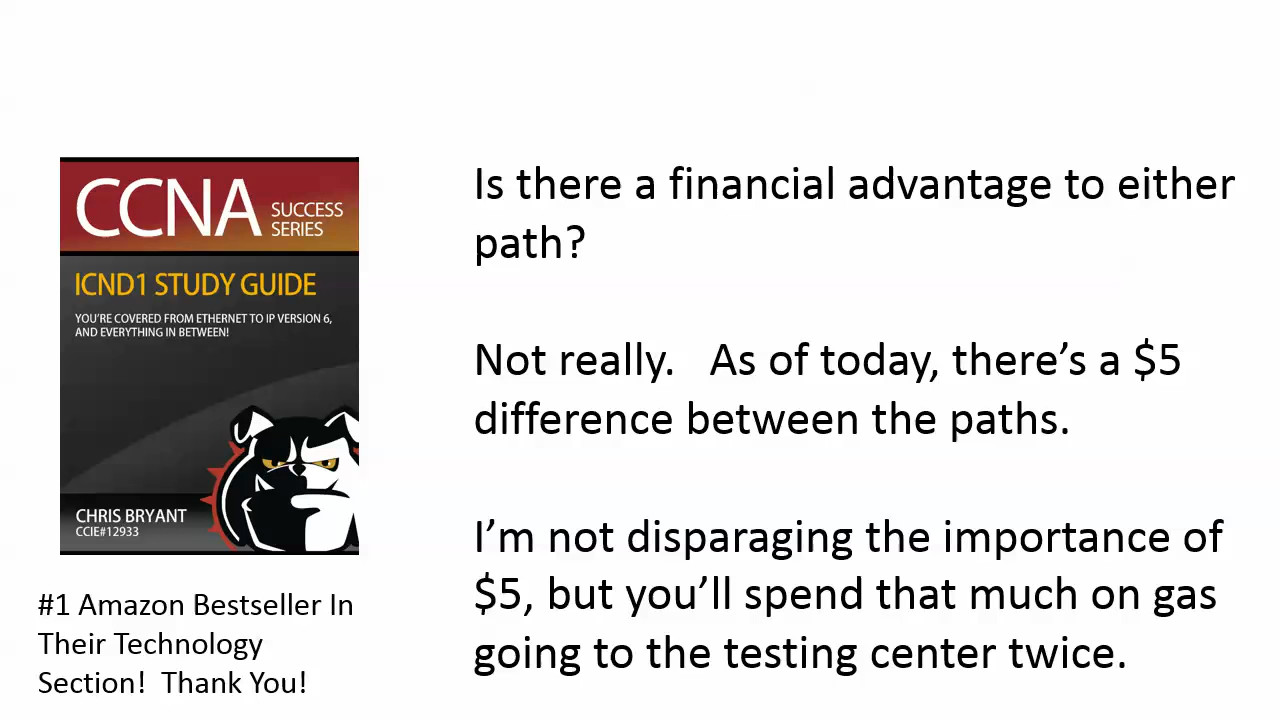 CCNA SUCCESS
SERIES
ICND1 STUDY GUIDE
YOU'RE COVERED FROM ETHERNET TO IP VERSION 6,
AND EVERYTHING IN BETWEEN!
CHRIS BRYANT
CCIE#12933
#1 Amazon Bestseller In
Their Technology
Section!  Thank You!
Is there a financial advantage to either
path?
Not really.   As of today, there's a $5
difference between the paths.
I'm not disparaging the importance of
$5, but you'll spend that much on gas
going to the testing center twice.